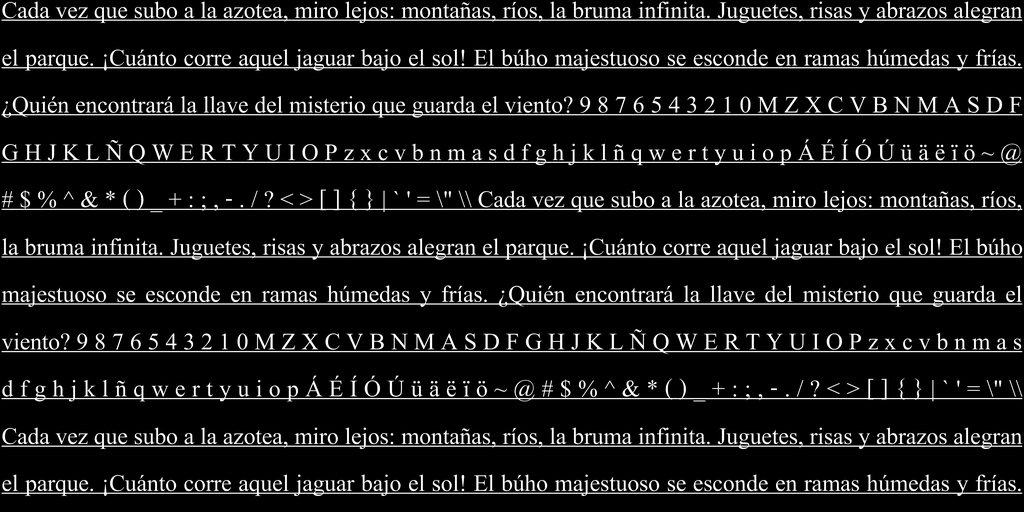 Cada vez que subo a la azotea, miro lejos: montañas, ríos, la bruma infinita. Juguetes, risas y abrazos alegran
el parque. ¡Cuánto corre aquel jaguar bajo el sol! El búho majestuoso se esconde en ramas húmedas y frías.
¿Quién encontrará la llave del misterio que guarda el viento? 9 8 7 6 5 4 3 2 1 0 M Z X C V B N M A S D F
G H J K L Ñ Q W E R T Y U I O P z x c v b n m a s d f g h j k l ñ q w e r t y u i o p Á É Í Ó Ú ü ä ë ï ö ~ @
# $ % ^ & * ( ) _ + : ; , - . / ? < > [ ] { } | ` ' = \" \\ Cada vez que subo a la azotea, miro lejos: montañas, ríos,
la bruma infinita. Juguetes, risas y abrazos alegran el parque. ¡Cuánto corre aquel jaguar bajo el sol! El búho
majestuoso se esconde en ramas húmedas y frías. ¿Quién encontrará la llave del misterio que guarda el
viento? 9 8 7 6 5 4 3 2 1 0 M Z X C V B N M A S D F G H J K L Ñ Q W E R T Y U I O P z x c v b n m a s
d f g h j k l ñ q w e r t y u i o p Á É Í Ó Ú ü ä ë ï ö ~ @ # $ % ^ & * ( ) _ + : ; , - . / ? < > [ ] { } | ` ' = \" \\
Cada vez que subo a la azotea, miro lejos: montañas, ríos, la bruma infinita. Juguetes, risas y abrazos alegran
el parque. ¡Cuánto corre aquel jaguar bajo el sol! El búho majestuoso se esconde en ramas húmedas y frías.